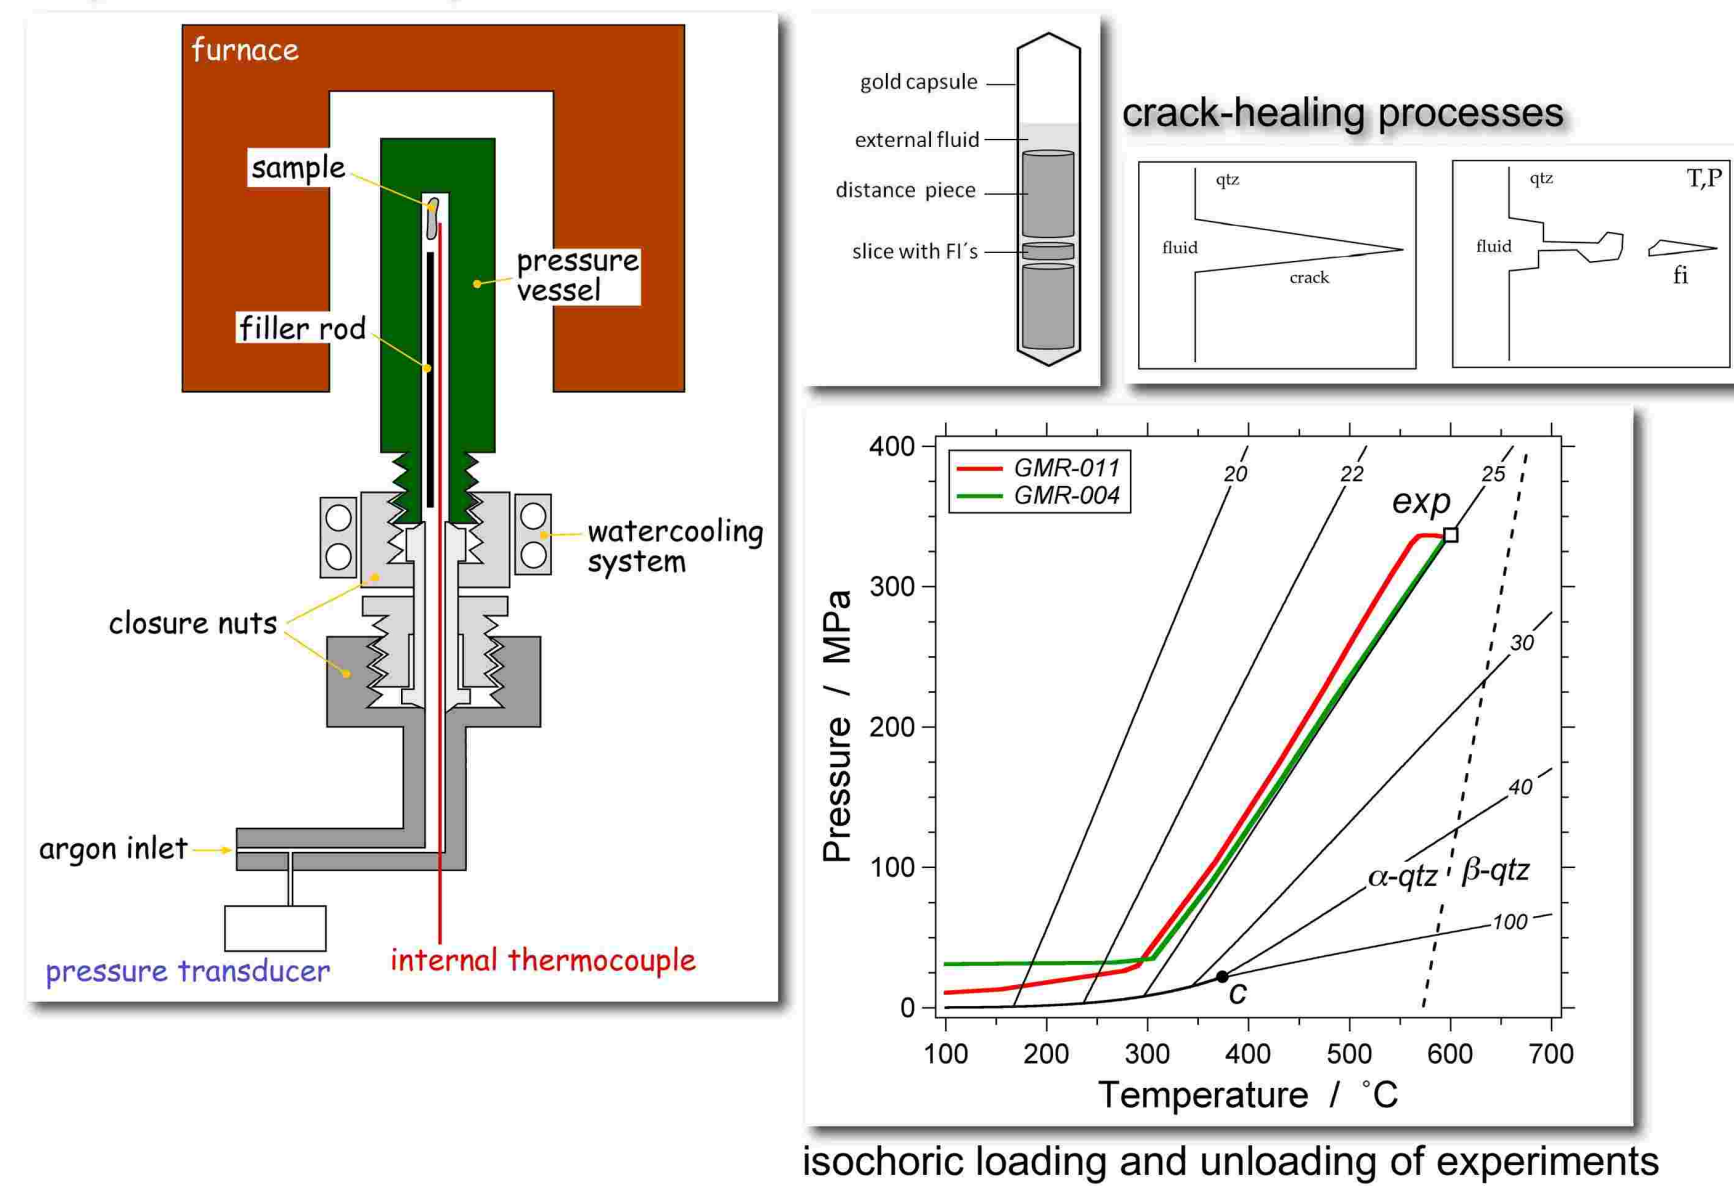 furnace
sample
pressure
vessel
filler rod
watercooling
system
closure nuts
argon inlet
pressure transducer
internal thermocouple
gold capsule
external fluid
distance piece
slice with FI´s
crack-healing processes
qtz
fluid
crack
qtz
T,P
fluid
fi
400
300
200
100
0
Pressure / MPa
GMR-011
GMR-004
20
22
25
exp
30
40
α-qtz
β-qtz
100
c
100 200 300 400 500 600 700
Temperature / ˚C
isochoric loading and unloading of experiments